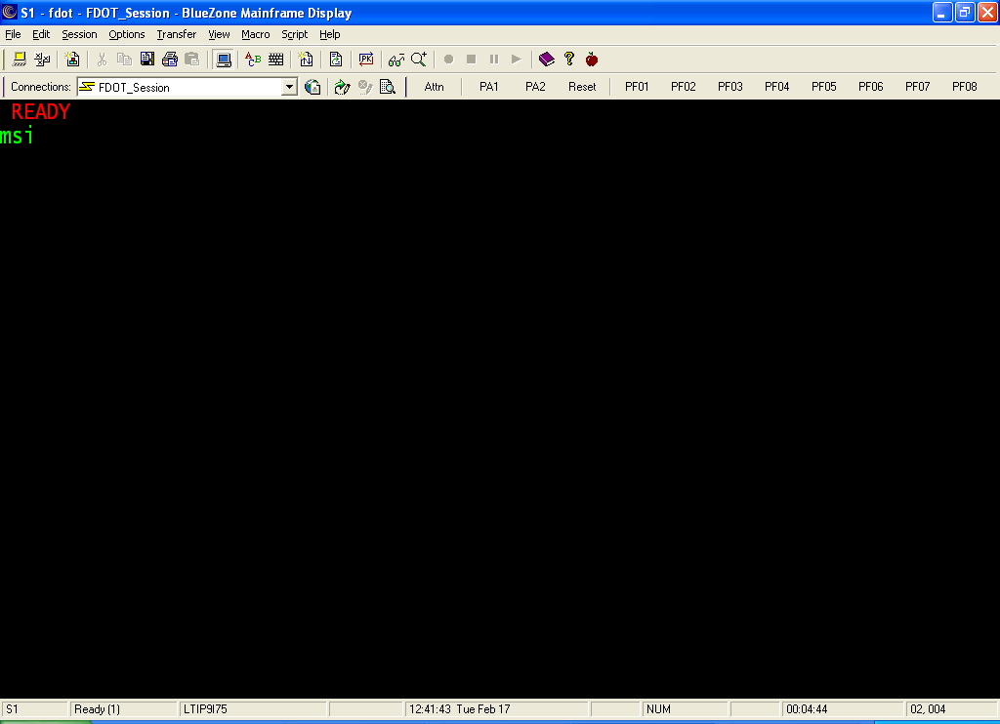 S1 - fdot - FDOT_Session - BlueZone Mainframe Display
File Edit Session Options Transfer View Macro Script Help
Connections: FDOT_Session Attn PA1 PA2 Reset PF01 PF02 PF03 PF04 PF05 PF06 PF07 PF08
READY
msi
S1 Ready (1) LTIP9I75 12:41:43 Tue Feb 17 NUM 00:04:44 02, 004